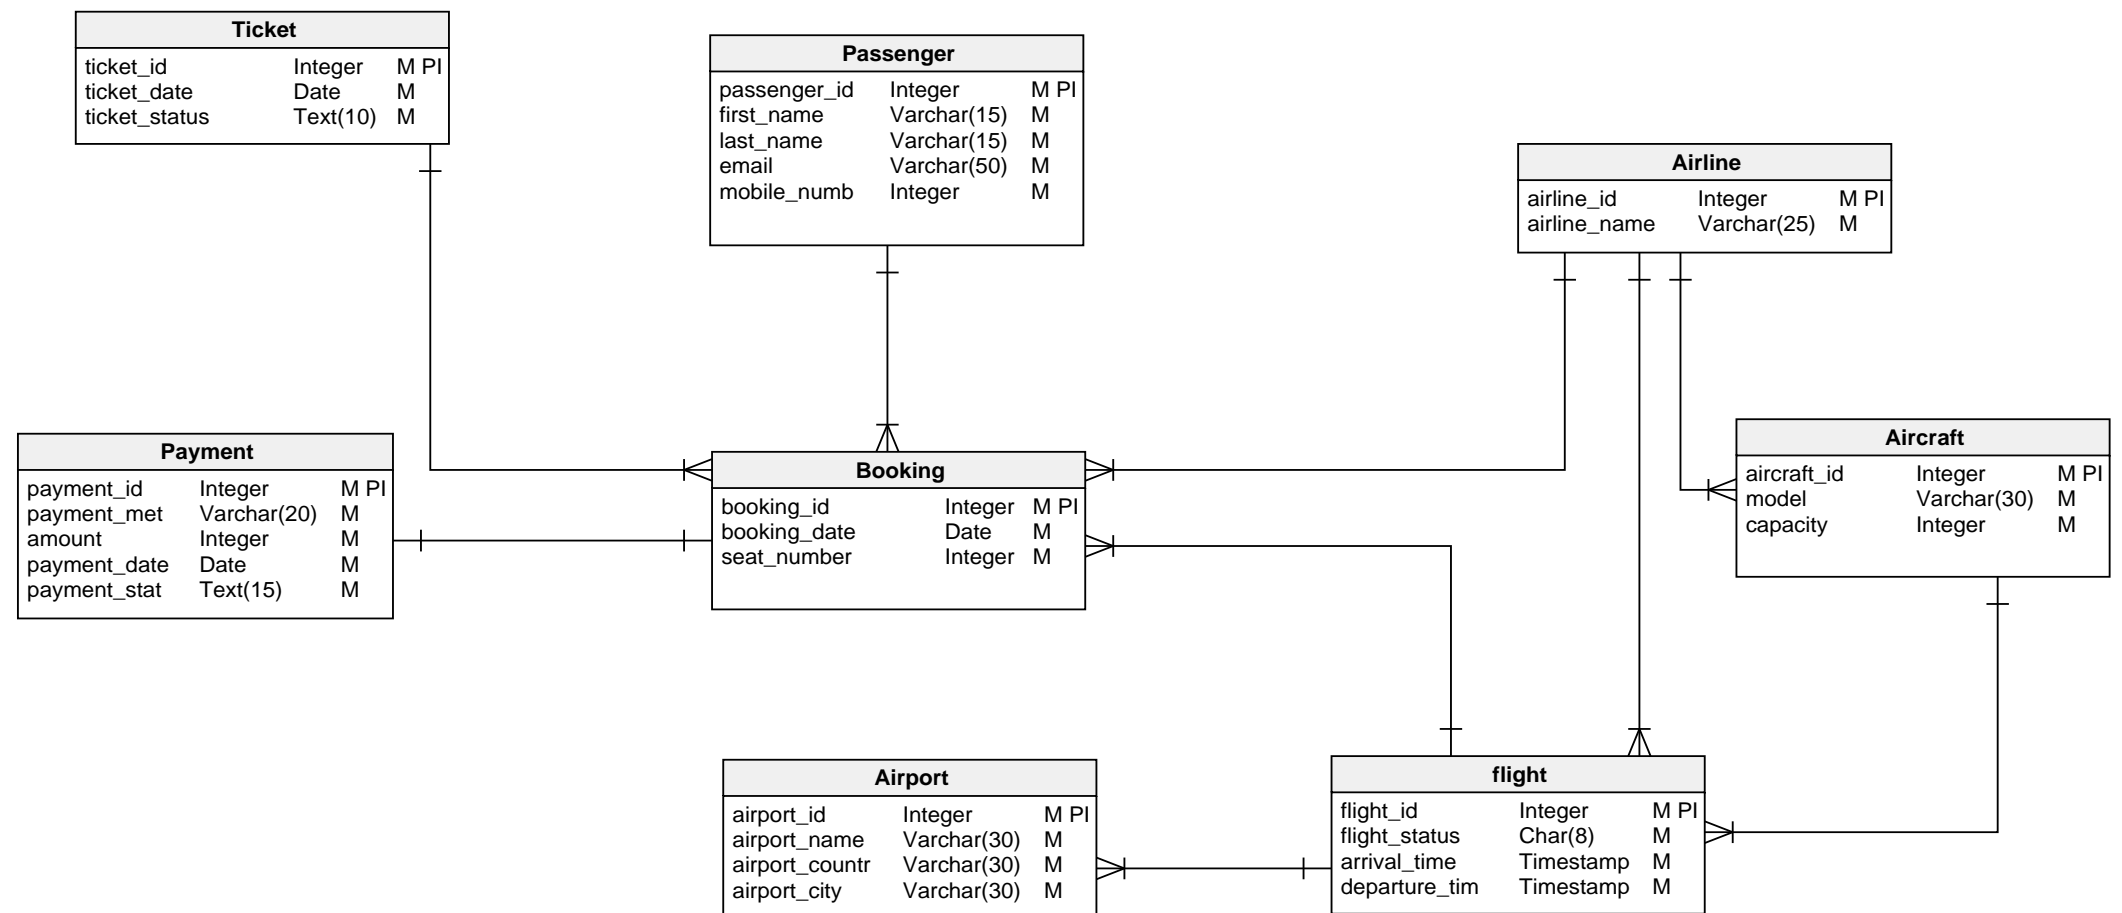 Ticket
ticket_id Integer M PI
ticket_date Date M
ticket_status Text(10) M
Passenger
passenger_id Integer M PI
first_name Varchar(15) M
last_name Varchar(15) M
email Varchar(50) M
mobile_numb Integer M
Airline
airline_id Integer M PI
airline_name Varchar(25) M
Payment
payment_id Integer M PI
payment_met Varchar(20) M
amount Integer M
payment_date Date M
payment_stat Text(15) M
Booking
booking_id Integer M PI
booking_date Date M
seat_number Integer M
Aircraft
aircraft_id Integer M PI
model Varchar(30) M
capacity Integer M
Airport
airport_id Integer M PI
airport_name Varchar(30) M
airport_countr Varchar(30) M
airport_city Varchar(30) M
flight
flight_id Integer M PI
flight_status Char(8) M
arrival_time Timestamp M
departure_tim Timestamp M